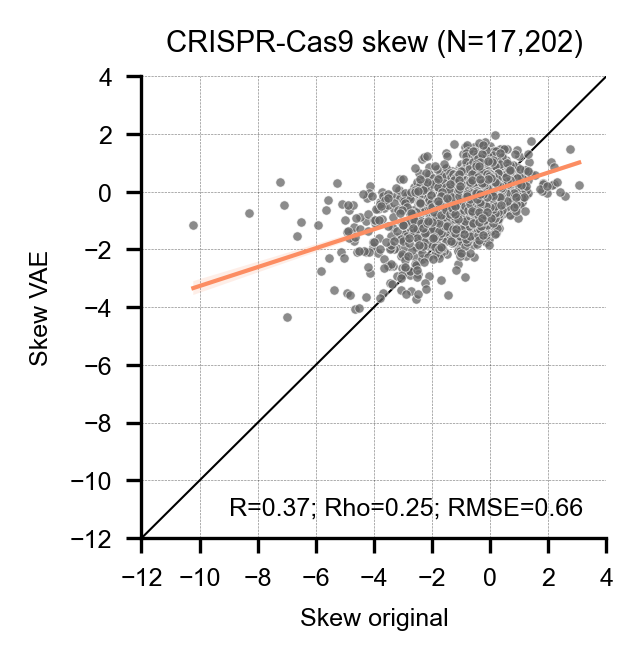 CRISPR-Cas9 skew (N=17,202)
4
2
0
−2
−4
−6
−8
−10
−12
Skew VAE
R=0.37; Rho=0.25; RMSE=0.66
−12 −10 −8 −6 −4 −2 0 2 4
Skew original